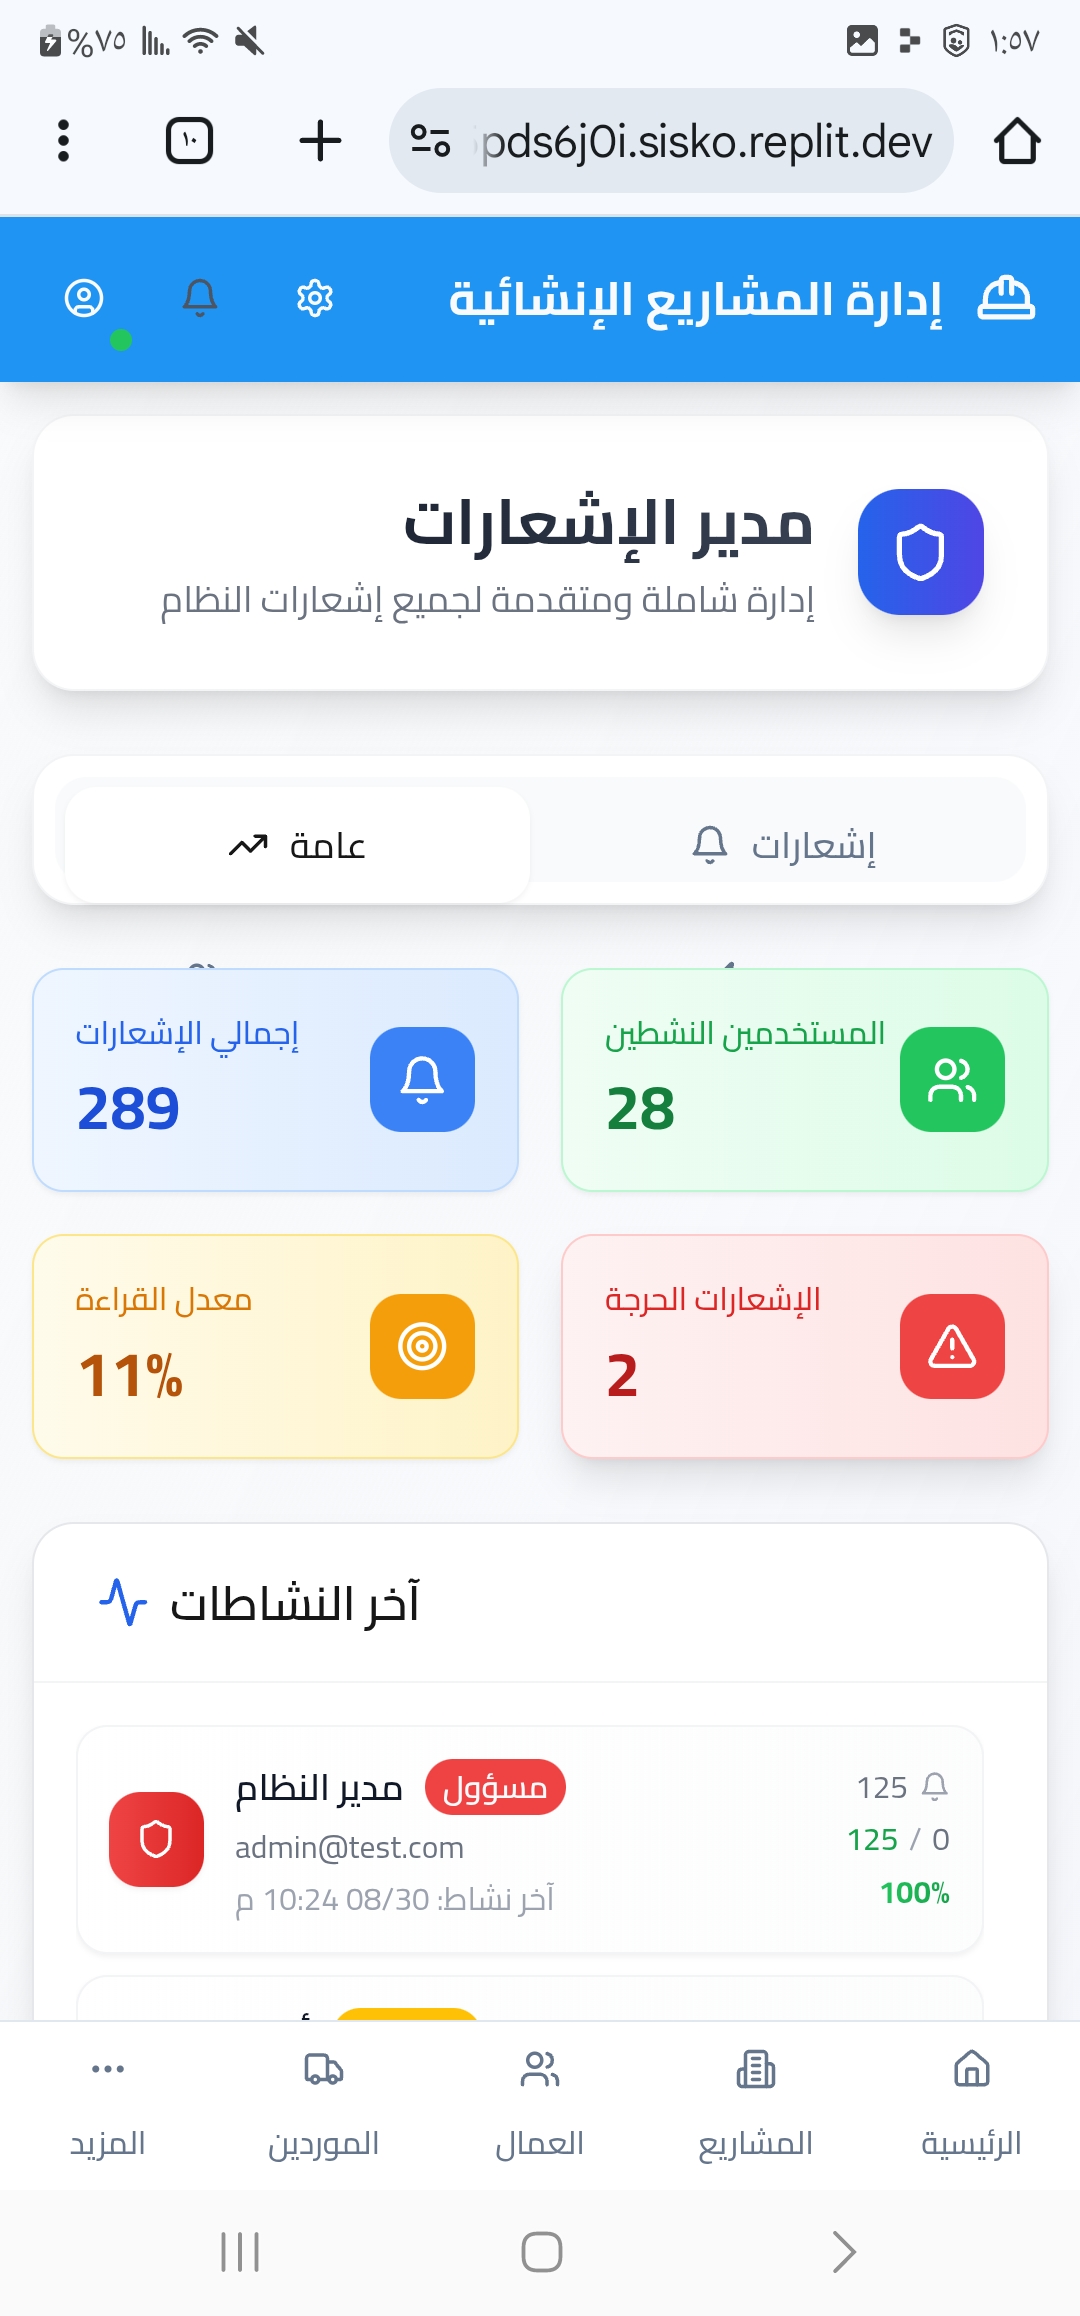 ١:٥٧
%٧٥
١٠
pds6j0i.sisko.replit.dev
إدارة المشاريع الإنشائية
مدير الإشعارات
إدارة شاملة ومتقدمة لجميع إشعارات النظام
إشعارات
عامة
المستخدمين النشطين
28
إجمالي الإشعارات
289
الإشعارات الحرجة
2
معدل القراءة
11%
آخر النشاطات
مدير النظام
مسؤول
admin@test.com
آخر نشاط: 08/30 10:24 م
125
125 / 0
100%
الرئيسية
المشاريع
العمال
الموردين
المزيد